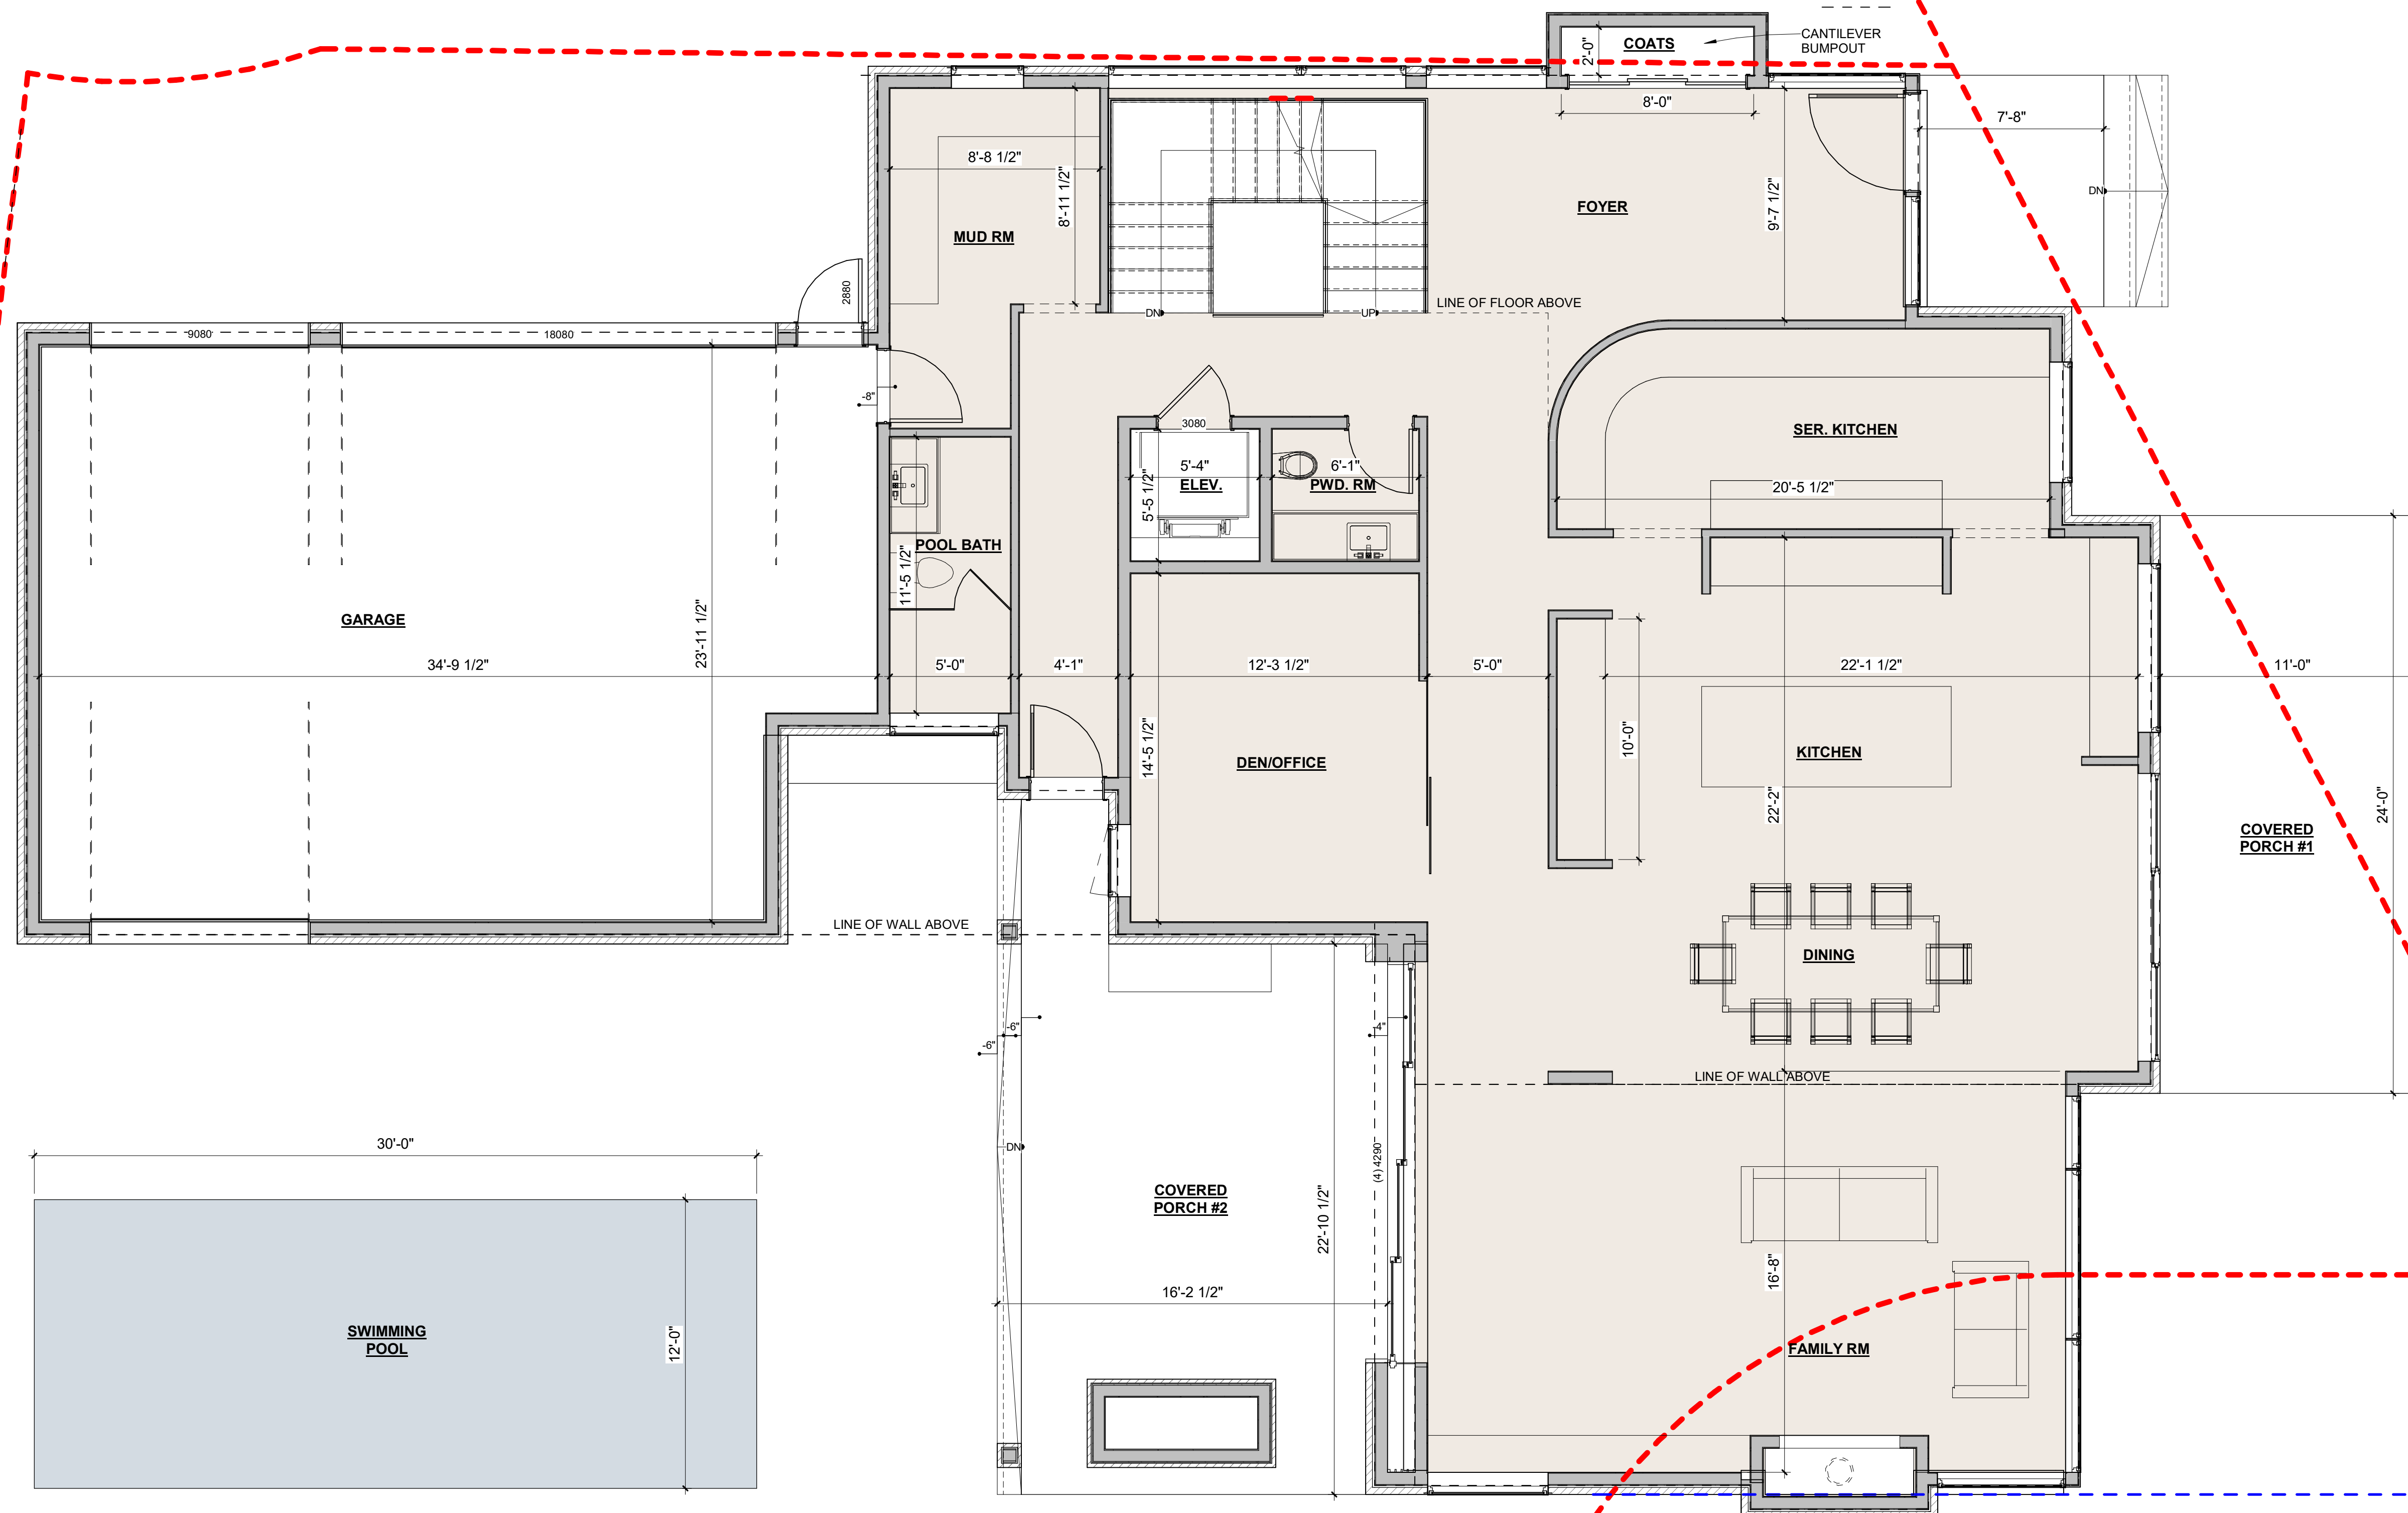 COATS
CANTILEVER
BUMPOUT
2'-0"
8'-0"
7'-8"
DN
8'-8 1/2"
8'-11 1/2"
MUD RM
FOYER
9'-7 1/2"
2880
LINE OF FLOOR ABOVE
DN
UP
9080
18080
-8"
3080
SER. KITCHEN
5'-4"
ELEV.
5'-5 1/2"
6'-1"
PWD. RM
20'-5 1/2"
POOL BATH
11'-5 1/2"
GARAGE
23'-11 1/2"
34'-9 1/2"
5'-0"
4'-1"
12'-3 1/2"
5'-0"
22'-1 1/2"
11'-0"
14'-5 1/2"
DEN/OFFICE
10'-0"
KITCHEN
22'-2"
24'-0"
COVERED
PORCH #1
LINE OF WALL ABOVE
DINING
-6"
-6"
-4"
LINE OF WALL ABOVE
30'-0"
DN
(4) 4290
COVERED
PORCH #2
22'-10 1/2"
16'-2 1/2"
16'-8"
SWIMMING
POOL
12'-0"
FAMILY RM